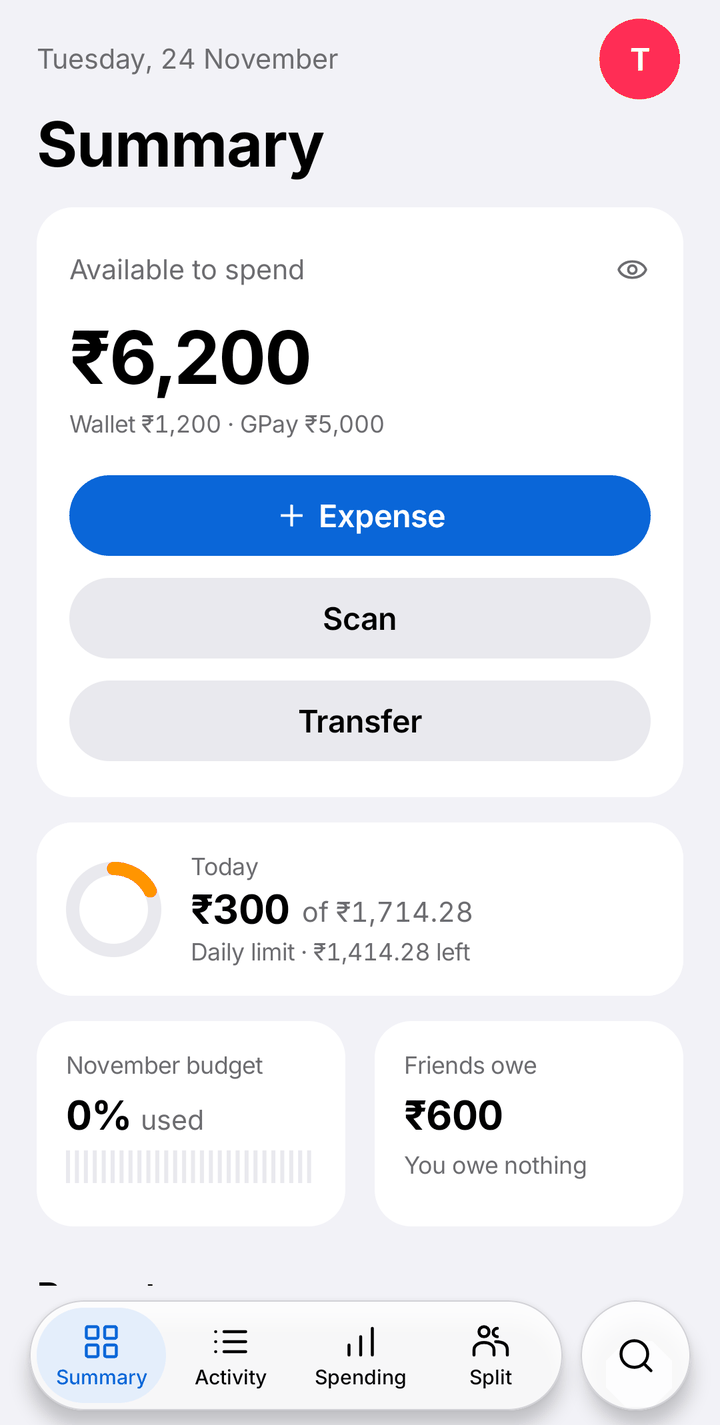 Tuesday, 24 November
T
Summary
Available to spend
₹6,200
Wallet ₹1,200 · GPay ₹5,000
+ Expense
Scan
Transfer
Today
₹300 of ₹1,714.28
Daily limit · ₹1,414.28 left
November budget
0% used
Friends owe
₹600
You owe nothing
Summary
Activity
Spending
Split